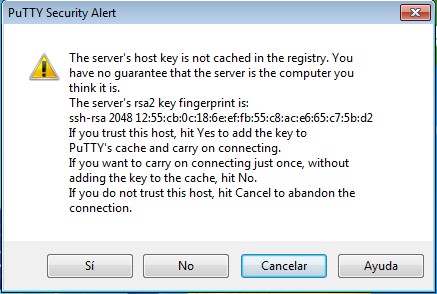 PuTTY Security Alert
The server's host key is not cached in the registry. You
have no guarantee that the server is the computer you
think it is.
The server's rsa2 key fingerprint is:
ssh-rsa 2048 12:55:cb:0c:18:6e:ef:fb:55:c8:ac:e6:65:c7:5b:d2
If you trust this host, hit Yes to add the key to
PuTTY's cache and carry on connecting.
If you want to carry on connecting just once, without
adding the key to the cache, hit No.
If you do not trust this host, hit Cancel to abandon the
connection.
Sí No Cancelar Ayuda